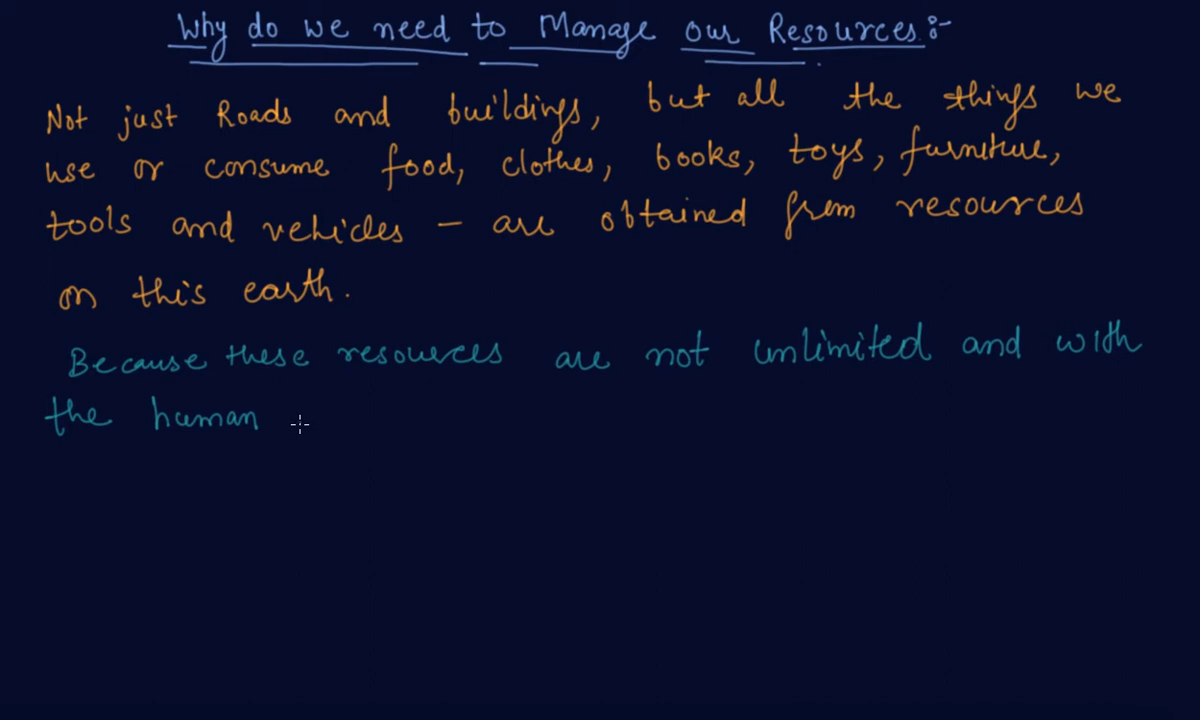 Why do we need to Manage our Resources:-
Not just Roads and buildings, but all the things we
use or consume food, clothes, books, toys, furniture,
tools and vehicles - are obtained from resources
on this earth.
Because these resources are not unlimited and with
the human